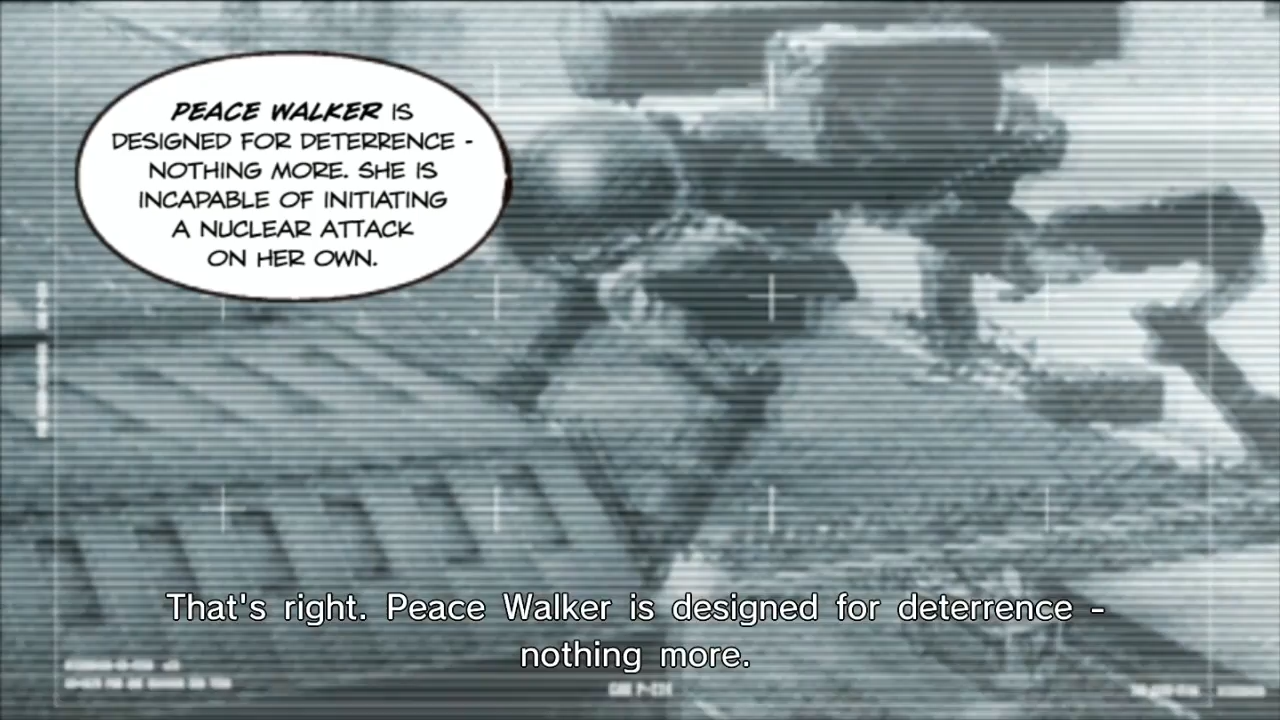 PEACE WALKER IS
DESIGNED FOR DETERRENCE -
NOTHING MORE. SHE IS
INCAPABLE OF INITIATING
A NUCLEAR ATTACK
ON HER OWN.
That's right. Peace Walker is designed for deterrence -
nothing more.